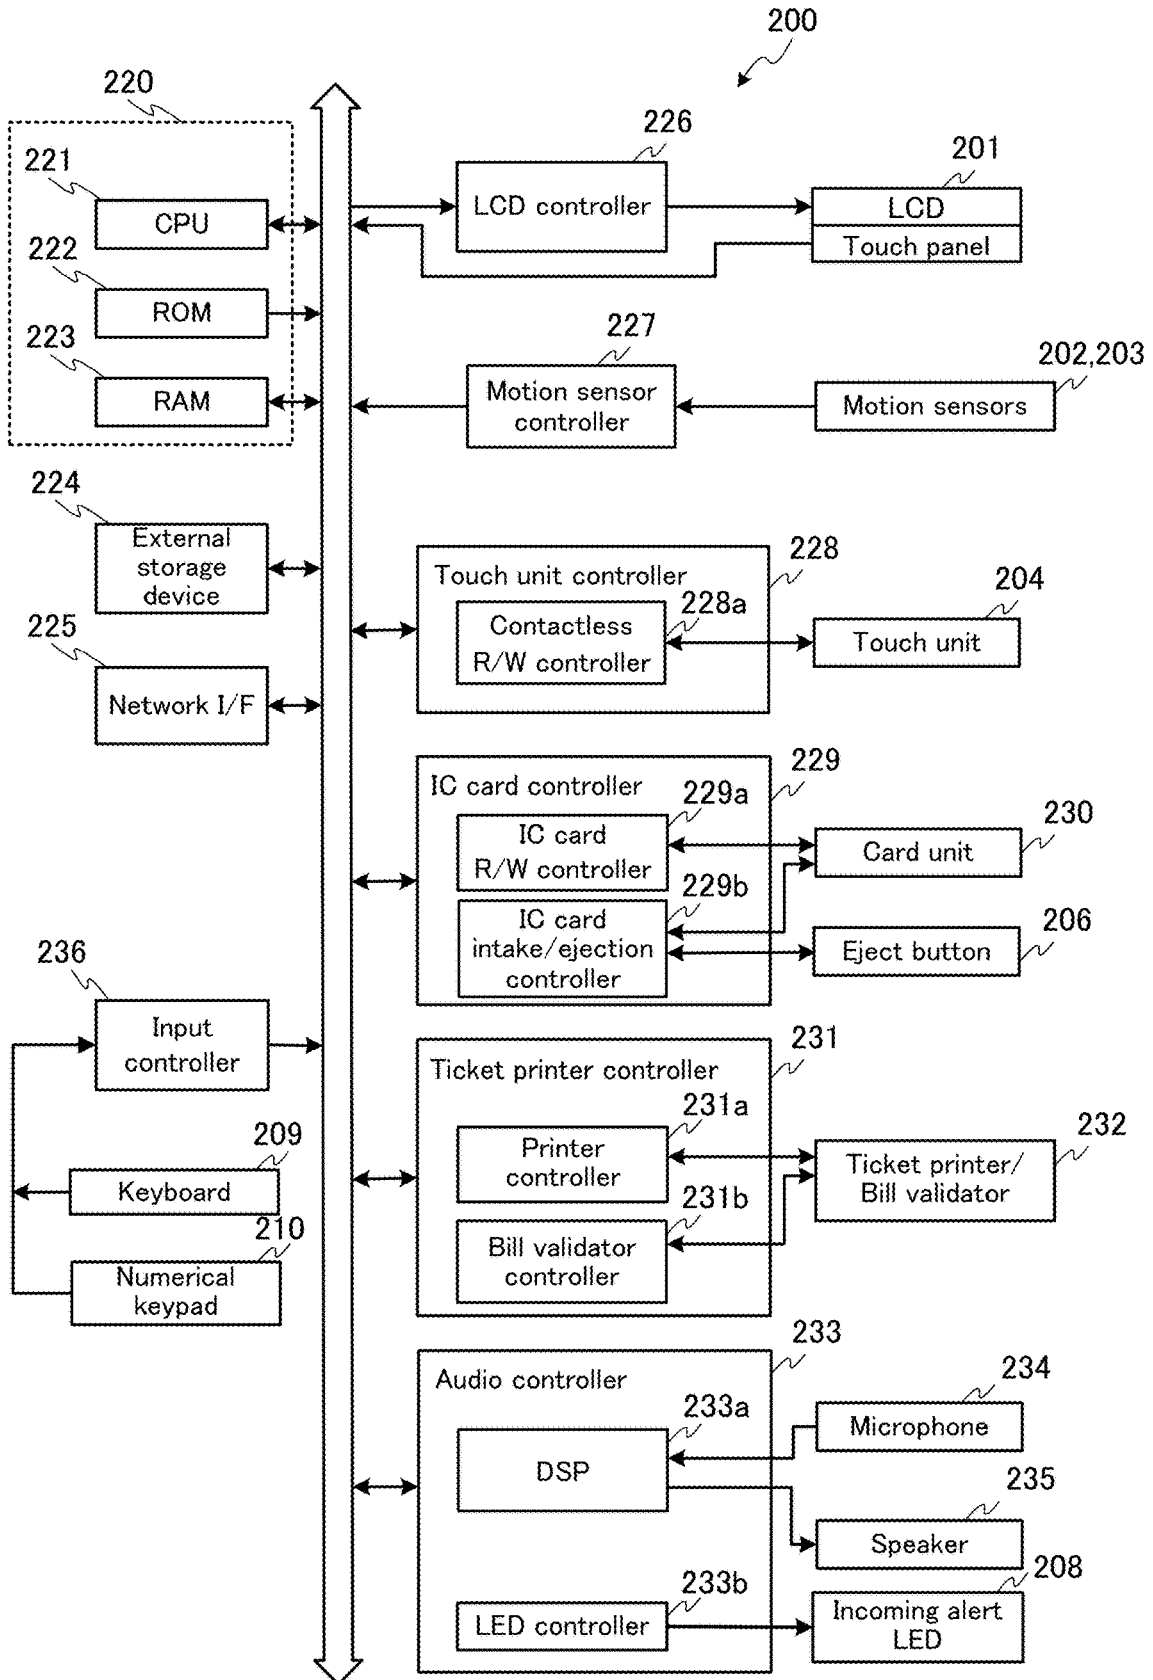 200
220
226
201
221
CPU
LCD controller
LCD
Touch panel
222
ROM
223
RAM
227
Motion sensor
controller
202,203
Motion sensors
224
External
storage
device
228
Touch unit controller
228a
Contactless
R/W controller
204
Touch unit
225
Network I/F
229
IC card controller
229a
IC card
R/W controller
230
Card unit
229b
IC card
intake/ejection
controller
206
Eject button
236
Input
controller
231
Ticket printer controller
231a
Printer
controller
232
Ticket printer/
Bill validator
209
Keyboard
231b
Bill validator
controller
210
Numerical
keypad
233
Audio controller
233a
DSP
234
Microphone
235
Speaker
233b
LED controller
208
Incoming alert
LED